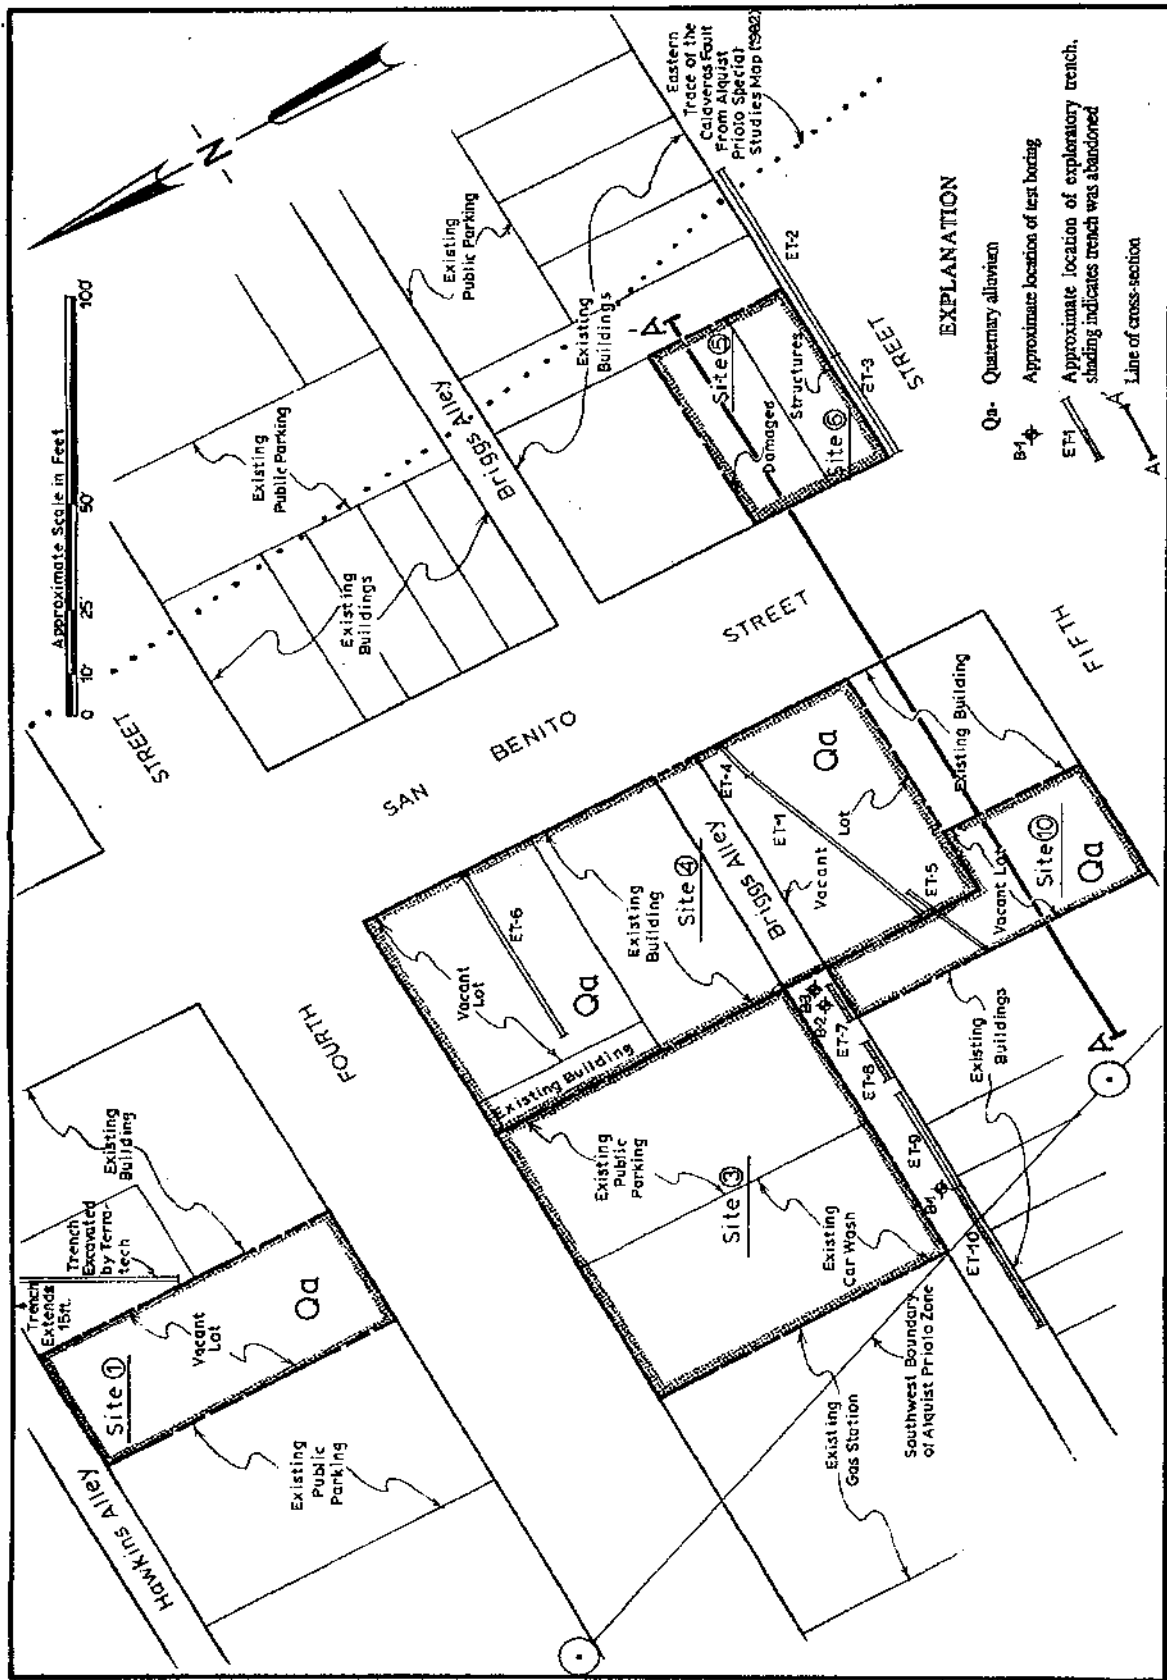 Hawkins Alley
Trench
Extends
15ft.
Trench
Excavated
by Terra-
tech
Existing
Building
Site ①
Vacant
Lot
Qa
Existing
Public
Parking
FOURTH
STREET
Approximate Scale in Feet
0
10'
25'
50'
100'
N
Existing
Buildings
Existing
Public Parking
Briggs Alley
Existing
Buildings
Existing
Public Parking
Eastern
Trace of the
Calaveras Fault
From Alquist
Priolo Special
Studies Map (1982)
SAN
BENITO
STREET
Vacant
Lot
ET-6
Qa
Existing Building
Existing
Building
Site ④
Briggs Alley
ET-4
ET-1
Vacant
Lot
Qa
ET-5
Existing Building
Vacant Lot
Site ⑩
Qa
Existing
Public
Parking
Site ③
Existing
Car Wash
Existing
Gas Station
Southwest Boundary
of Alquist Priolo Zone
B-3
B-2
ET-7
ET-8
ET-9
B-1
ET-10
Existing
Buildings
A
A'
Site ⑤
Damaged
Structures
Site ⑥
ET-3
ET-2
FIFTH
STREET
EXPLANATION
Qa- Quaternary alluvium
B-1 Approximate location of test boring
ET-1 Approximate location of exploratory trench,
shading indicates trench was abandoned
A A' Line of cross-section